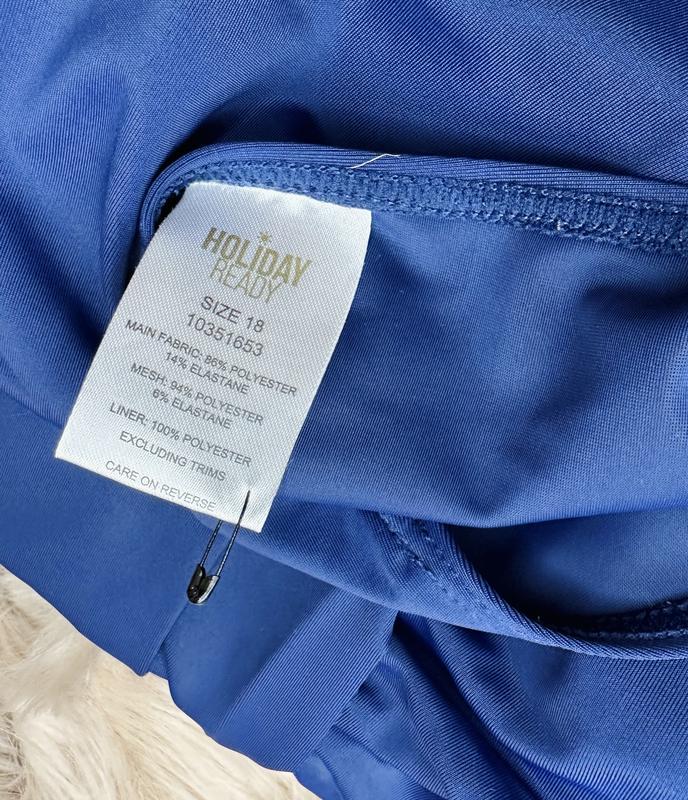 HOLiDAY
READY
SIZE 18
10351653
MAIN FABRIC: 86% POLYESTER
14% ELASTANE
MESH: 94% POLYESTER
6% ELASTANE
LINER; 100% POLYESTER
EXCLUDING TRIMS
CARE ON REVERSE